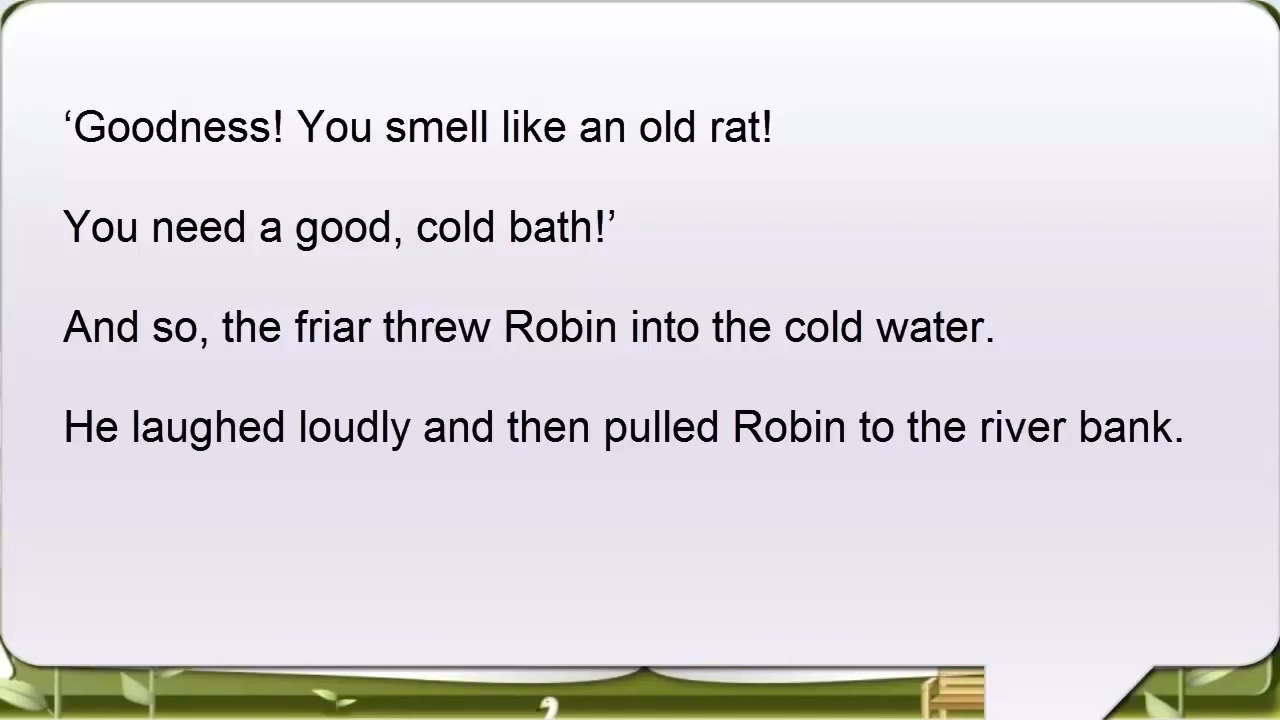 ‘Goodness! You smell like an old rat!
You need a good, cold bath!’
And so, the friar threw Robin into the cold water.
He laughed loudly and then pulled Robin to the river bank.